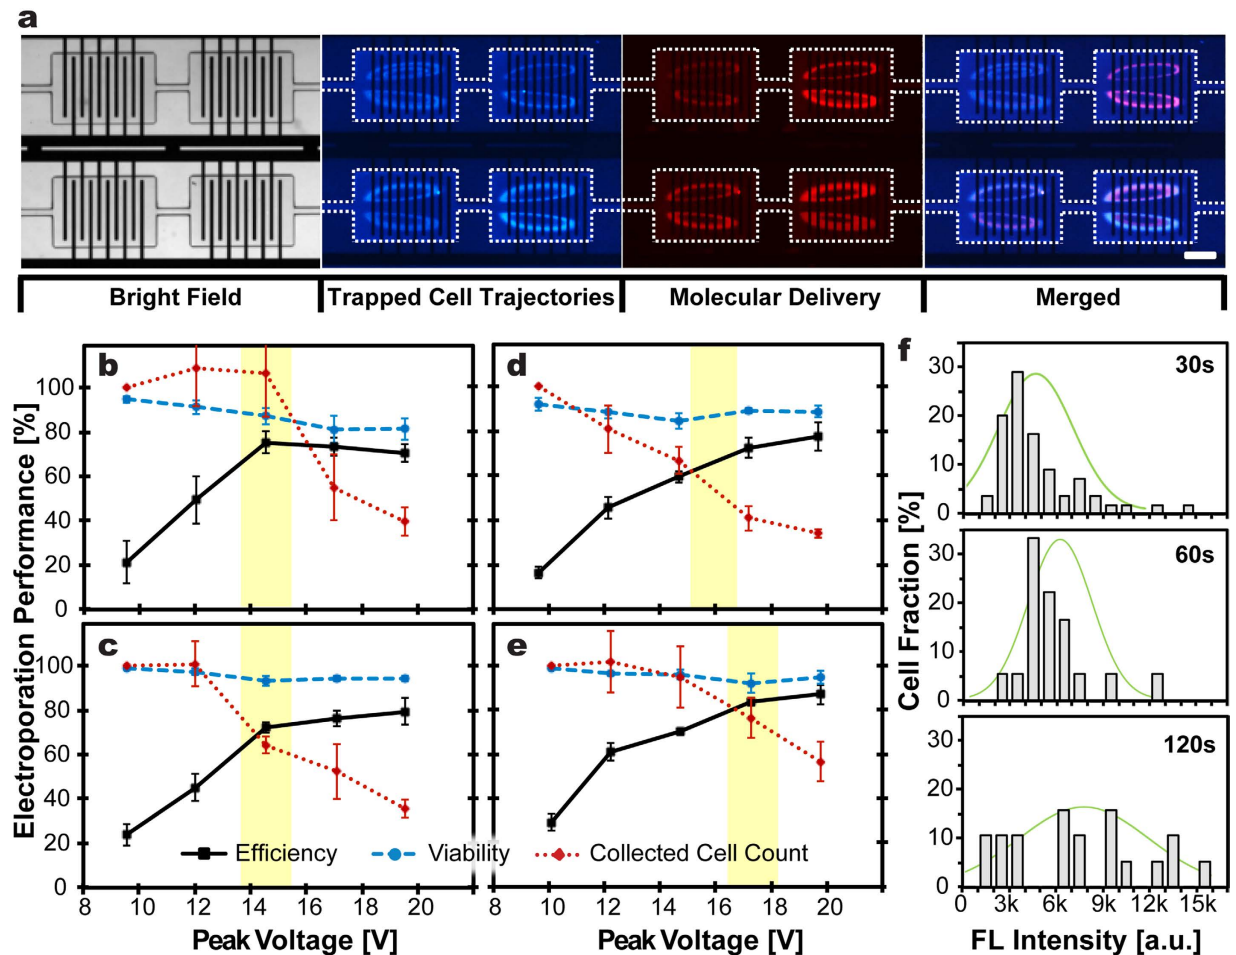 a
Bright Field
Trapped Cell Trajectories
Molecular Delivery
Merged
Electroporation Performance [%]
b
100
80
60
40
20
0
d
c
100
80
60
40
20
0
8 10 12 14 16 18 20
Peak Voltage [V]
e
Efficiency Viability Collected Cell Count
8 10 12 14 16 18 20
Peak Voltage [V]
f
Cell Fraction [%]
30s
30
20
10
0
60s
30
20
10
0
120s
30
20
10
0
0 3k 6k 9k 12k 15k
FL Intensity [a.u.]